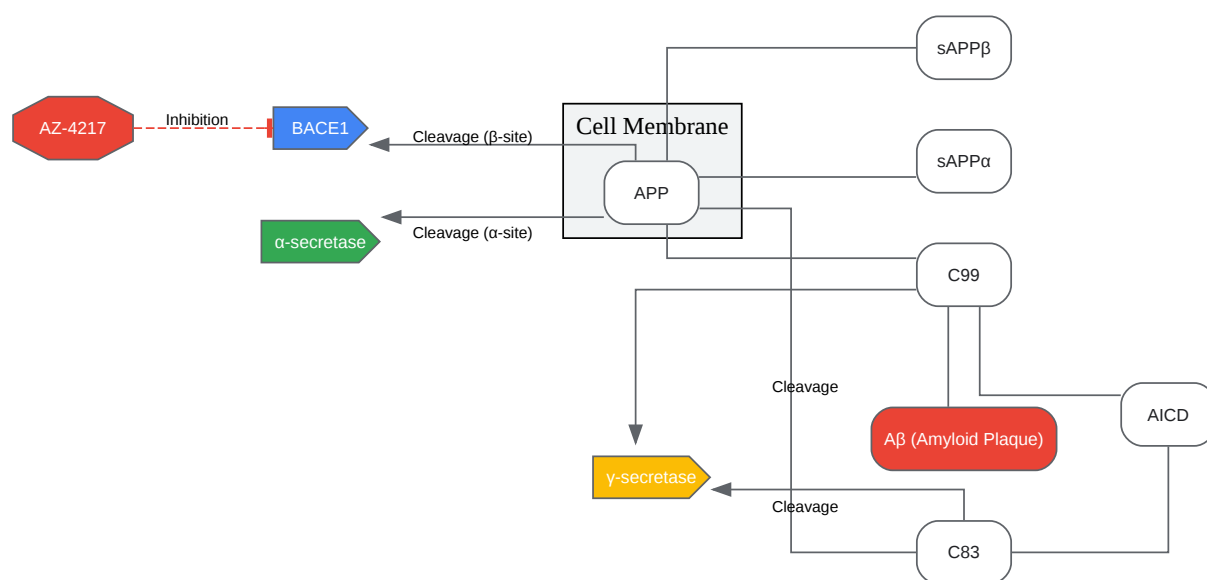 sAPPβ
AZ-4217
Inhibition
BACE1
Cell Membrane
Cleavage (β-site)
sAPPα
APP
Cleavage (α-site)
α-secretase
C99
Cleavage
AICD
Aβ (Amyloid Plaque)
γ-secretase
Cleavage
C83